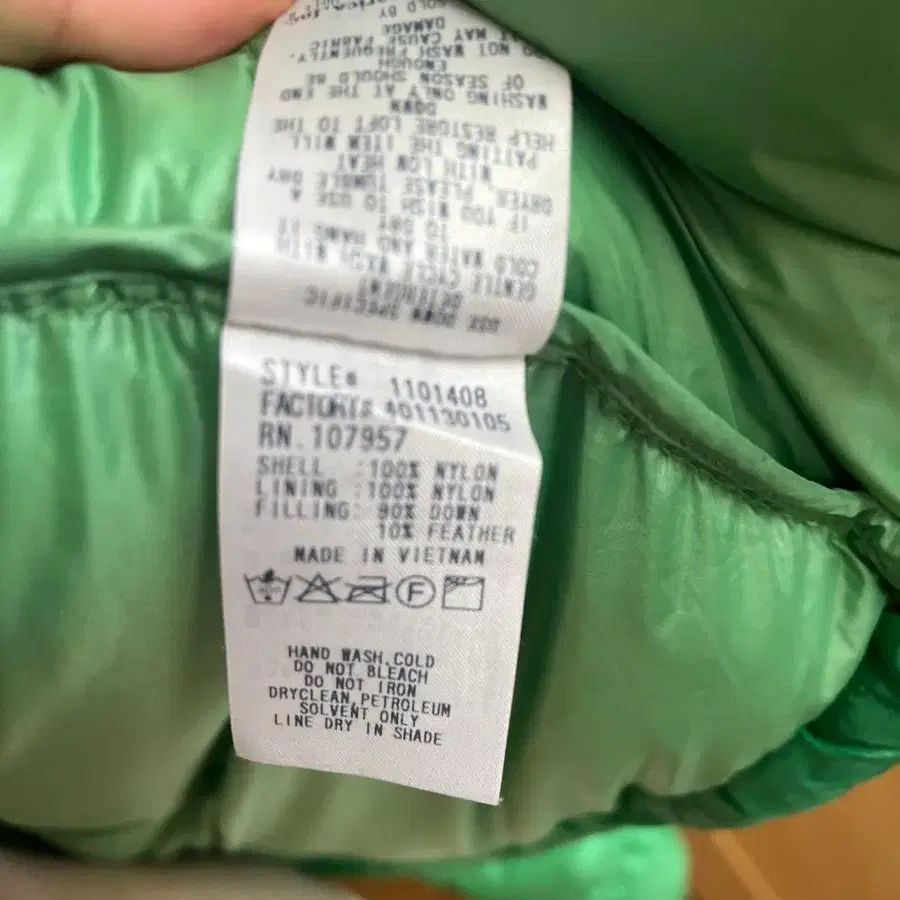 USE DOWN SPECIFIC
DETERGENT
GENTLE CYCLE WASH WITH
COLD WATER AND HANG IT
TO DRY
IF YOU WISH TO USE A
DRYER, PLEASE TUMBLE DRY
WITH LOW HEAT
PATTING THE ITEM WILL
HELP RESTORE LOFT TO THE
DOWN
WASHING ONLY AT THE END
OF SEASON SHOULD BE
ENOUGH
DO NOT WASH FREQUENTLY.
IT MAY CAUSE FABRIC
DAMAGE
SOLD BY
STYLE# 1101408
FACTORY# 401130105
RN.107957
SHELL :100% NYLON
LINING :100% NYLON
FILLING: 90% DOWN
10% FEATHER
MADE IN VIETNAM
F
HAND WASH,COLD
DO NOT BLEACH
DO NOT IRON
DRYCLEAN,PETROLEUM
SOLVENT ONLY
LINE DRY IN SHADE